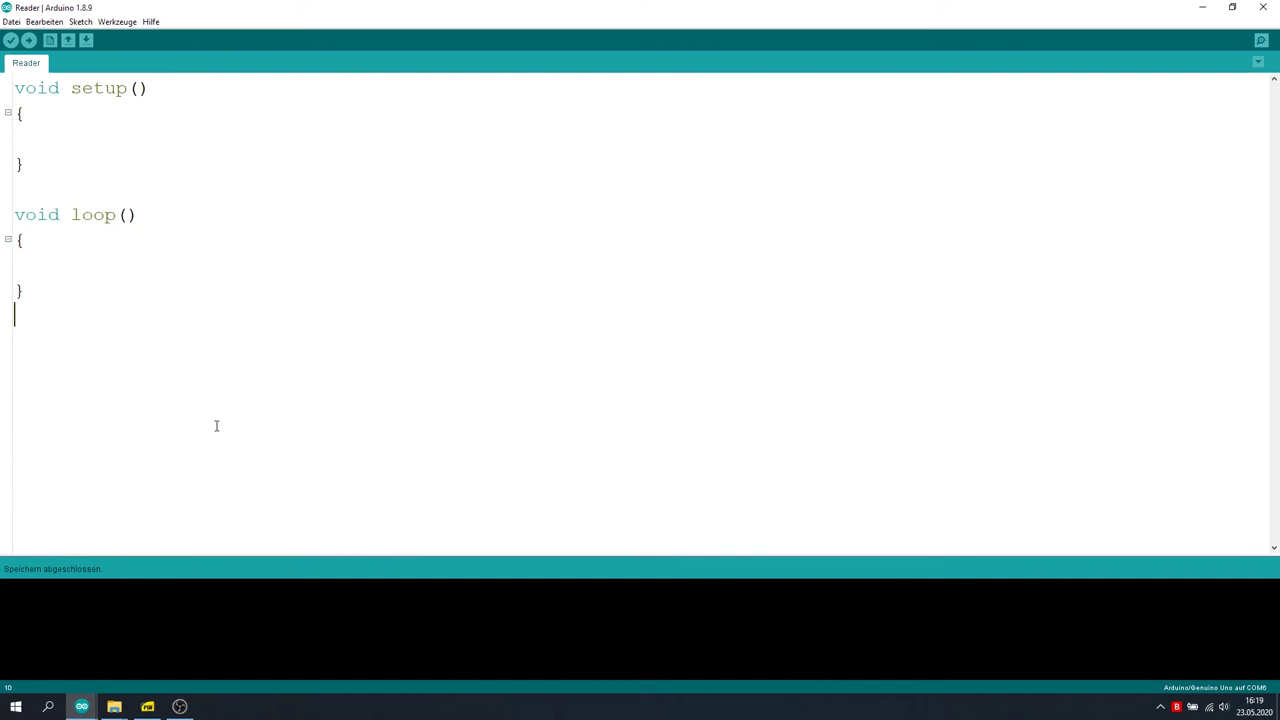 Reader | Arduino 1.8.9
Datei Bearbeiten Sketch Werkzeuge Hilfe
Reader
void setup()
{
}
void loop()
{
}
Speichern abgeschlossen.
10
Arduino/Genuino Uno auf COM6
B
16:19
23.05.2020